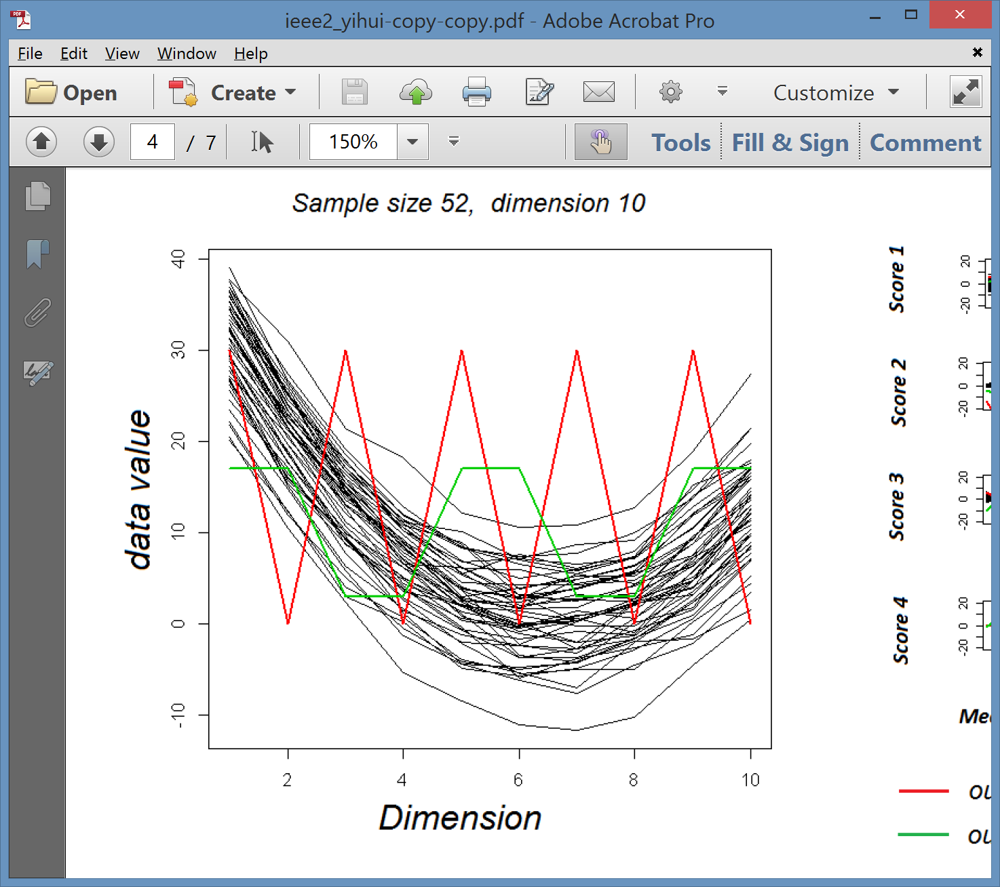 ieee2_yihui-copy-copy.pdf - Adobe Acrobat Pro
File Edit View Window Help
Open Create Customize
4 / 7 150% Tools Fill & Sign Comment
Sample size 52, dimension 10
data value
40
30
20
10
0
-10
2 4 6 8 10
Dimension
Score 1
20
0
-20
Score 2
20
0
-20
Score 3
20
0
-20
Score 4
20
0
-20